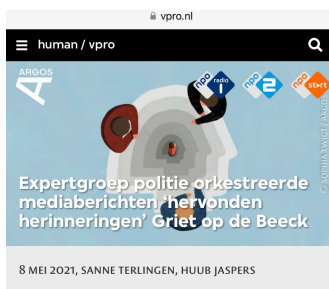 vpro.nl
human / vpro
ARGOS
npo radio 1
npo 2
npo start
Expertgroep politie orkestreerde
mediaberichten ‘hervonden
herinneringen’ Griet op de Beeck
8 MEI 2021, SANNE TERLINGEN, HUUB JASPERS